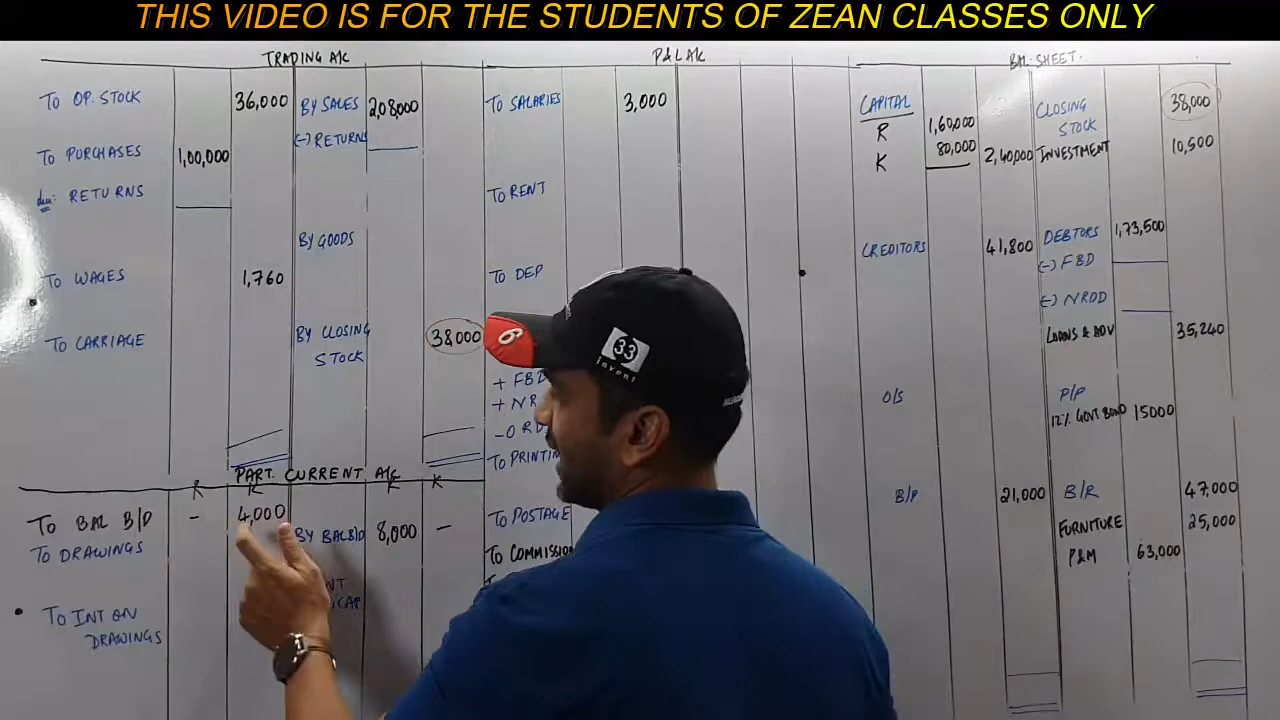 THIS VIDEO IS FOR THE STUDENTS OF ZEAN CLASSES ONLY
TRADING A/C
TO OP. STOCK 36,000 BY SALES 2,08,000
(-) RETURNS
TO PURCHASES 1,00,000
RETURNS
BY GOODS
TO WAGES 1,760
TO CARRIAGE BY CLOSING STOCK 38000
PART. CURRENT A/C
R K R K
TO BAL B/D - 4,000 BY BAL B/D 8,000 -
TO DRAWINGS
TO INT ON
DRAWINGS
P&L A/C
TO SALARIES 3,000
TO RENT
TO DEP
+ FBD
+ NR
- O RD
TO PRINTIN
TO POSTAGE
TO COMMISSION
BAL. SHEET.
CAPITAL CLOSING STOCK 38,000
R 1,60,000
K 80,000 2,40,000 INVESTMENT 10,500
CREDITORS 41,800 DEBTORS 1,73,500
(-) FBD
(-) NRDD
LOANS & ADV 35,240
O/S P/P
12% GOVT BOND 15000
B/P 21,000 B/R 47,000
FURNITURE 25,000
P&M 63,000
6
33
invent